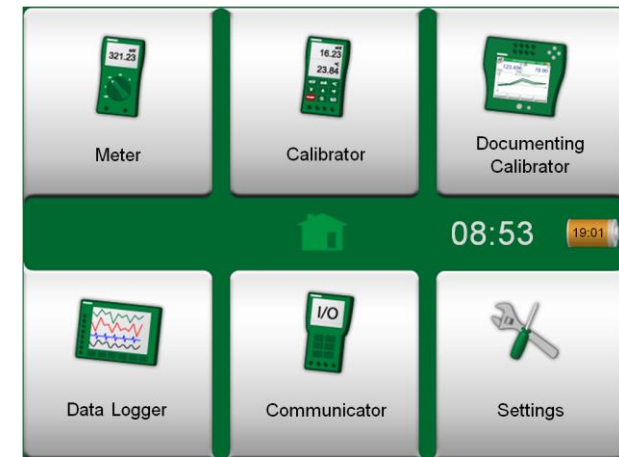 321.23
Meter
16.23
23.84
Calibrator
Documenting
Calibrator
08:53
19:01
Data Logger
I/O
Communicator
Settings